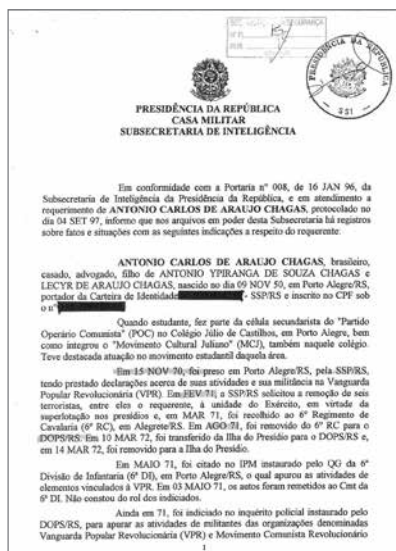 SEGURANÇA
PRESIDÊNCIA DA
SSI
PRESIDÊNCIA DA REPÚBLICA
CASA MILITAR
SUBSECRETARIA DE INTELIGÊNCIA
Em conformidade com a Portaria nº 008, de 16 JAN 96, da
Subsecretaria de Inteligência da Presidência da República, e em atendimento a
requerimento de ANTONIO CARLOS DE ARAUJO CHAGAS, protocolado no
dia 04 SET 97, informo que nos arquivos em poder desta Subsecretaria há registros
sobre fatos e situações com as seguintes indicações a respeito do requerente:
ANTONIO CARLOS DE ARAUJO CHAGAS, brasileiro,
casado, advogado, filho de ANTONIO YPIRANGA DE SOUZA CHAGAS e
LECYR DE ARAUJO CHAGAS, nascido no dia 09 NOV 50, em Porto Alegre/RS,
portador da Carteira de Identidade - SSP/RS e inscrito no CPF sob
o nº
Quando estudante, fez parte da célula secundarista do "Partido
Operário Comunista" (POC) no Colégio Júlio de Castilhos, em Porto Alegre, bem
como integrou o "Movimento Cultural Juliano" (MCJ), também naquele colégio.
Teve destacada atuação no movimento estudantil daquela área.
Em 15 NOV 70, foi preso em Porto Alegre/RS, pela SSP/RS,
tendo prestado declarações acerca de suas atividades e sua militância na Vanguarda
Popular Revolucionária (VPR). Em FEV 71, a SSP/RS solicitou a remoção de seis
terroristas, entre eles o requerente, à unidade do Exército, em virtude da
superlotação nos presídios e, em MAR 71, foi recolhido ao 6º Regimento de
Cavalaria (6º RC), em Alegrete/RS. Em AGO 71, foi removido do 6º RC para o
DOPS/RS. Em 10 MAR 72, foi transferido da Ilha do Presídio para o DOPS/RS e,
em 14 MAR 72, foi removido para a Ilha do Presídio.
Em MAIO 71, foi citado no IPM instaurado pelo QG da 6ª
Divisão de Infantaria (6ª DI), em Porto Alegre/RS, o qual apurou as atividades de
elementos vinculados à VPR. Em 03 MAIO 71, os autos foram remetidos ao Cmt da
6ª DI. Não constou do rol dos indiciados.
Ainda em 71, foi indiciado no inquérito policial instaurado pelo
DOPS/RS, para apurar as atividades de militantes das organizações denominadas
Vanguarda Popular Revolucionária (VPR) e Movimento Comunista Revolucionário
1